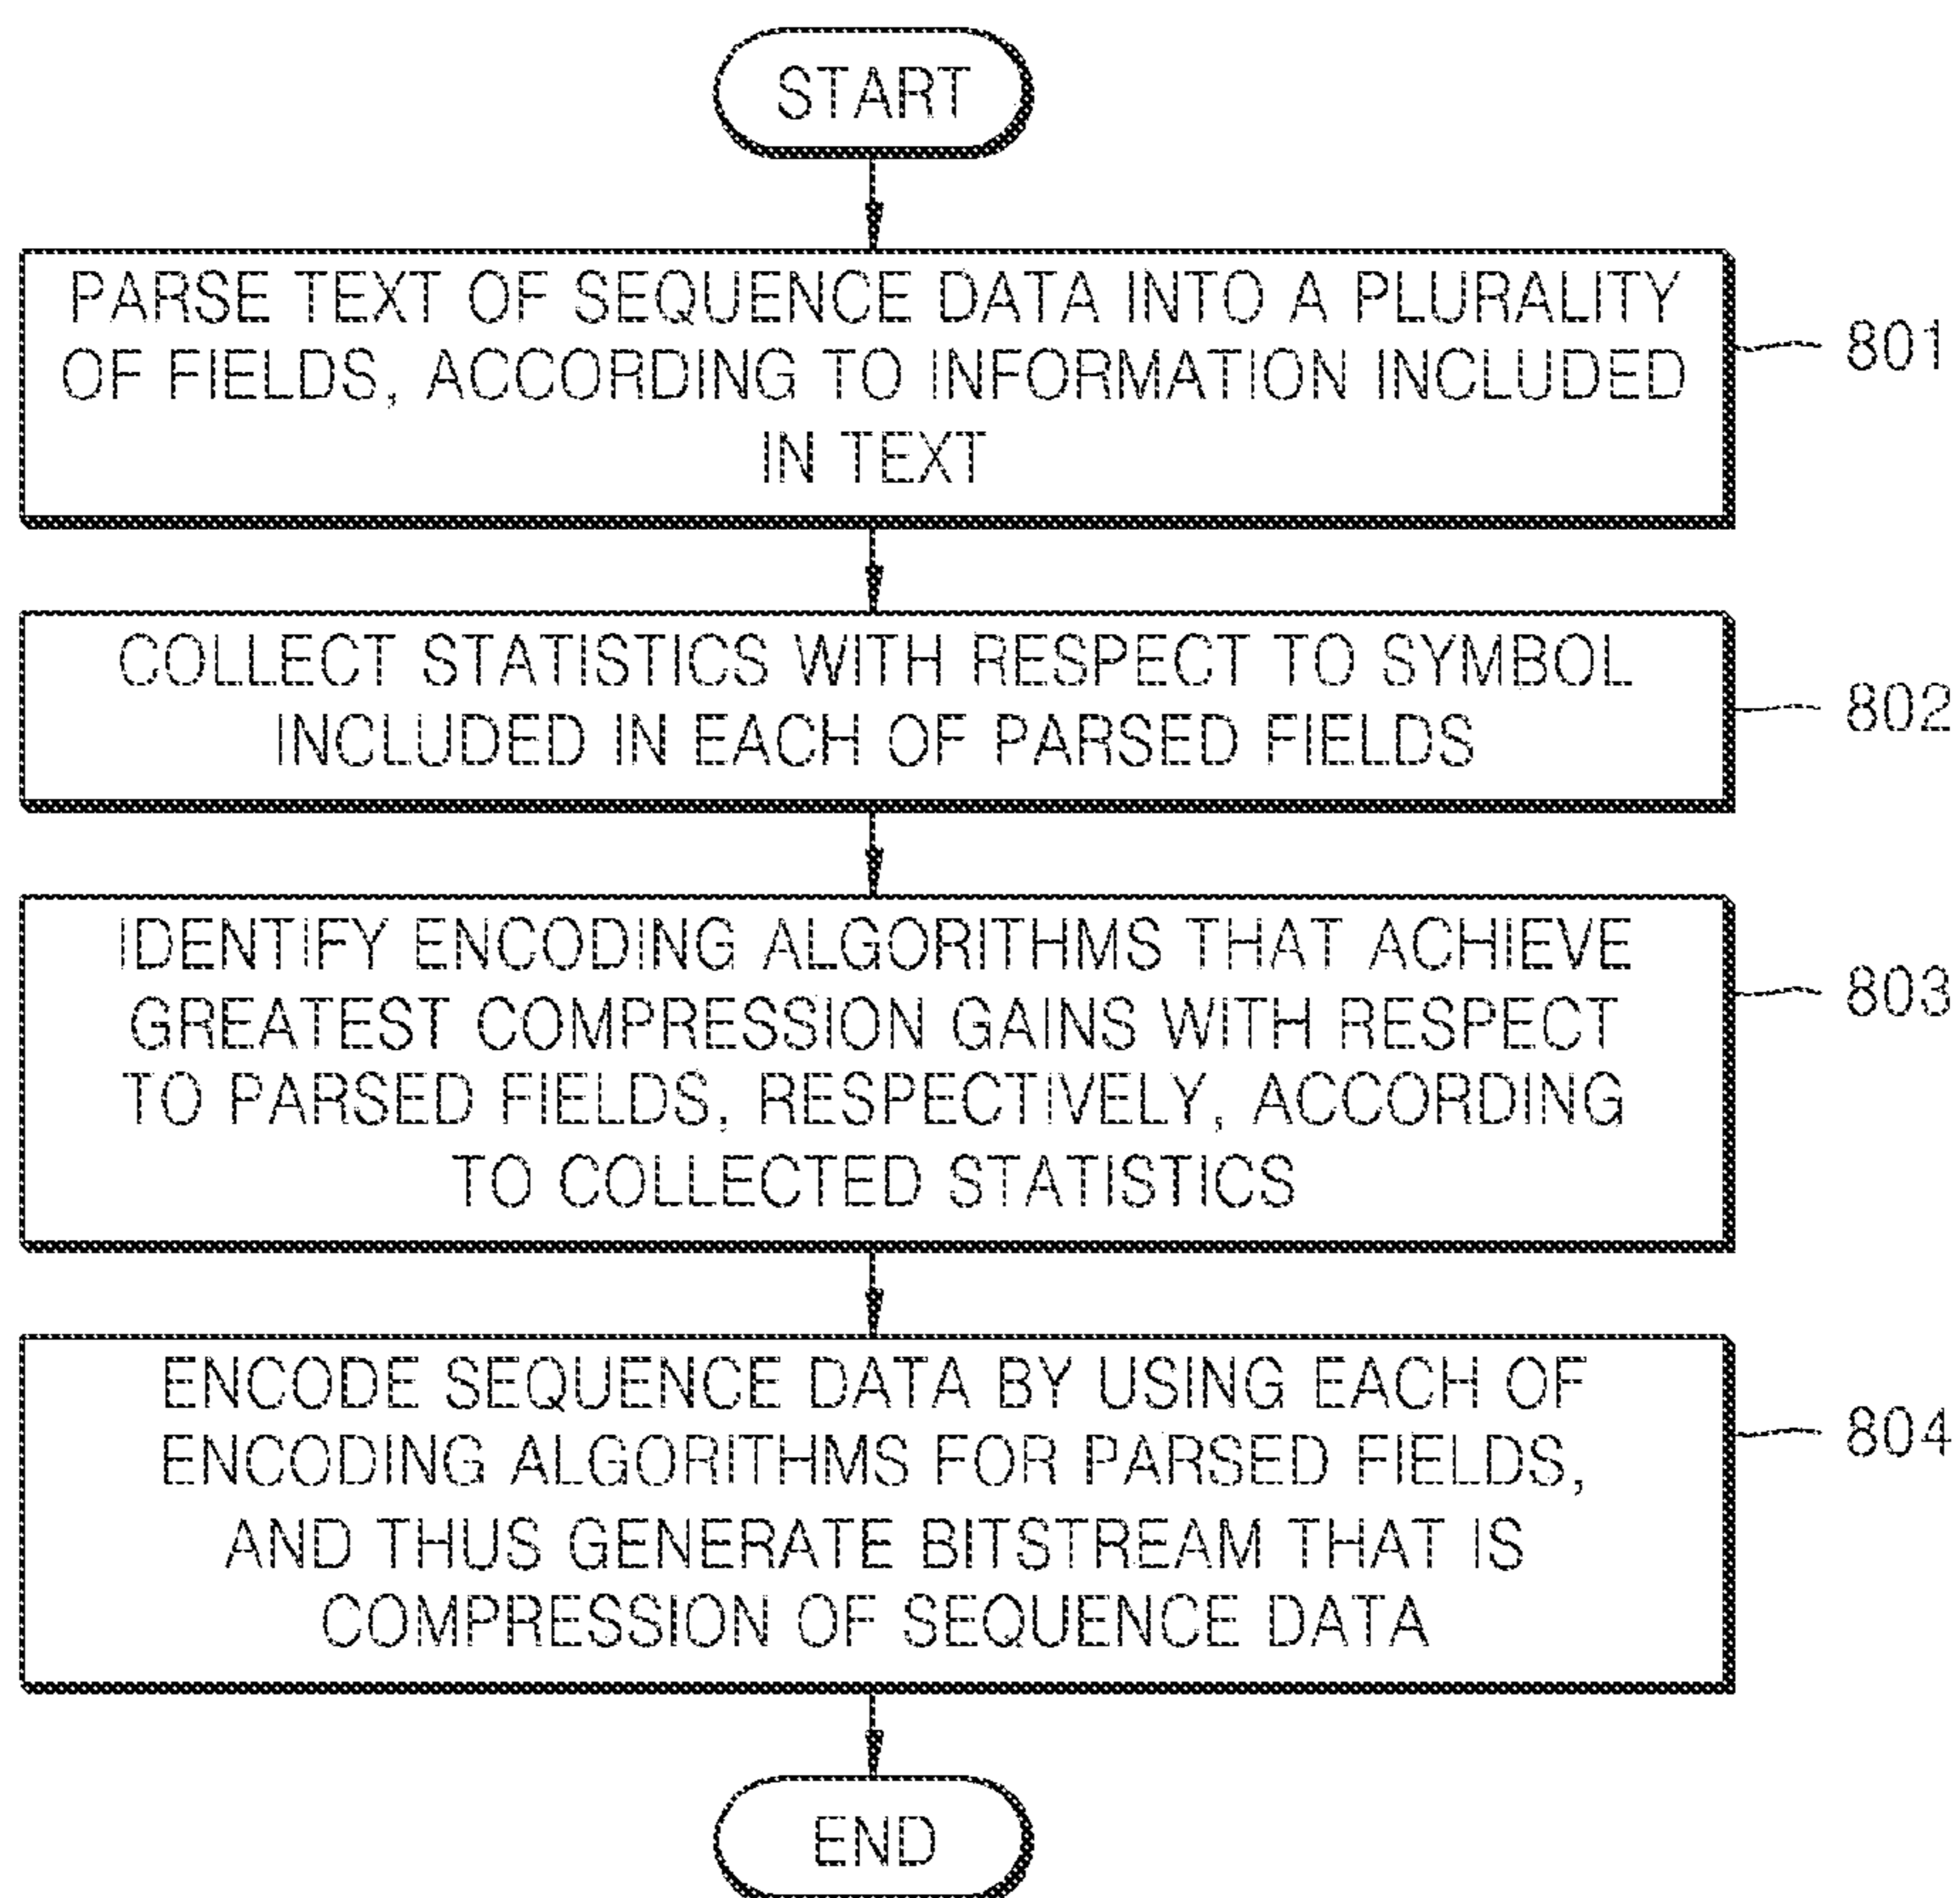 START
PARSE TEXT OF SEQUENCE DATA INTO A PLURALITY
OF FIELDS, ACCORDING TO INFORMATION INCLUDED
IN TEXT
801
COLLECT STATISTICS WITH RESPECT TO SYMBOL
INCLUDED IN EACH OF PARSED FIELDS
802
IDENTIFY ENCODING ALGORITHMS THAT ACHIEVE
GREATEST COMPRESSION GAINS WITH RESPECT
TO PARSED FIELDS, RESPECTIVELY, ACCORDING
TO COLLECTED STATISTICS
803
ENCODE SEQUENCE DATA BY USING EACH OF
ENCODING ALGORITHMS FOR PARSED FIELDS,
AND THUS GENERATE BITSTREAM THAT IS
COMPRESSION OF SEQUENCE DATA
804
END